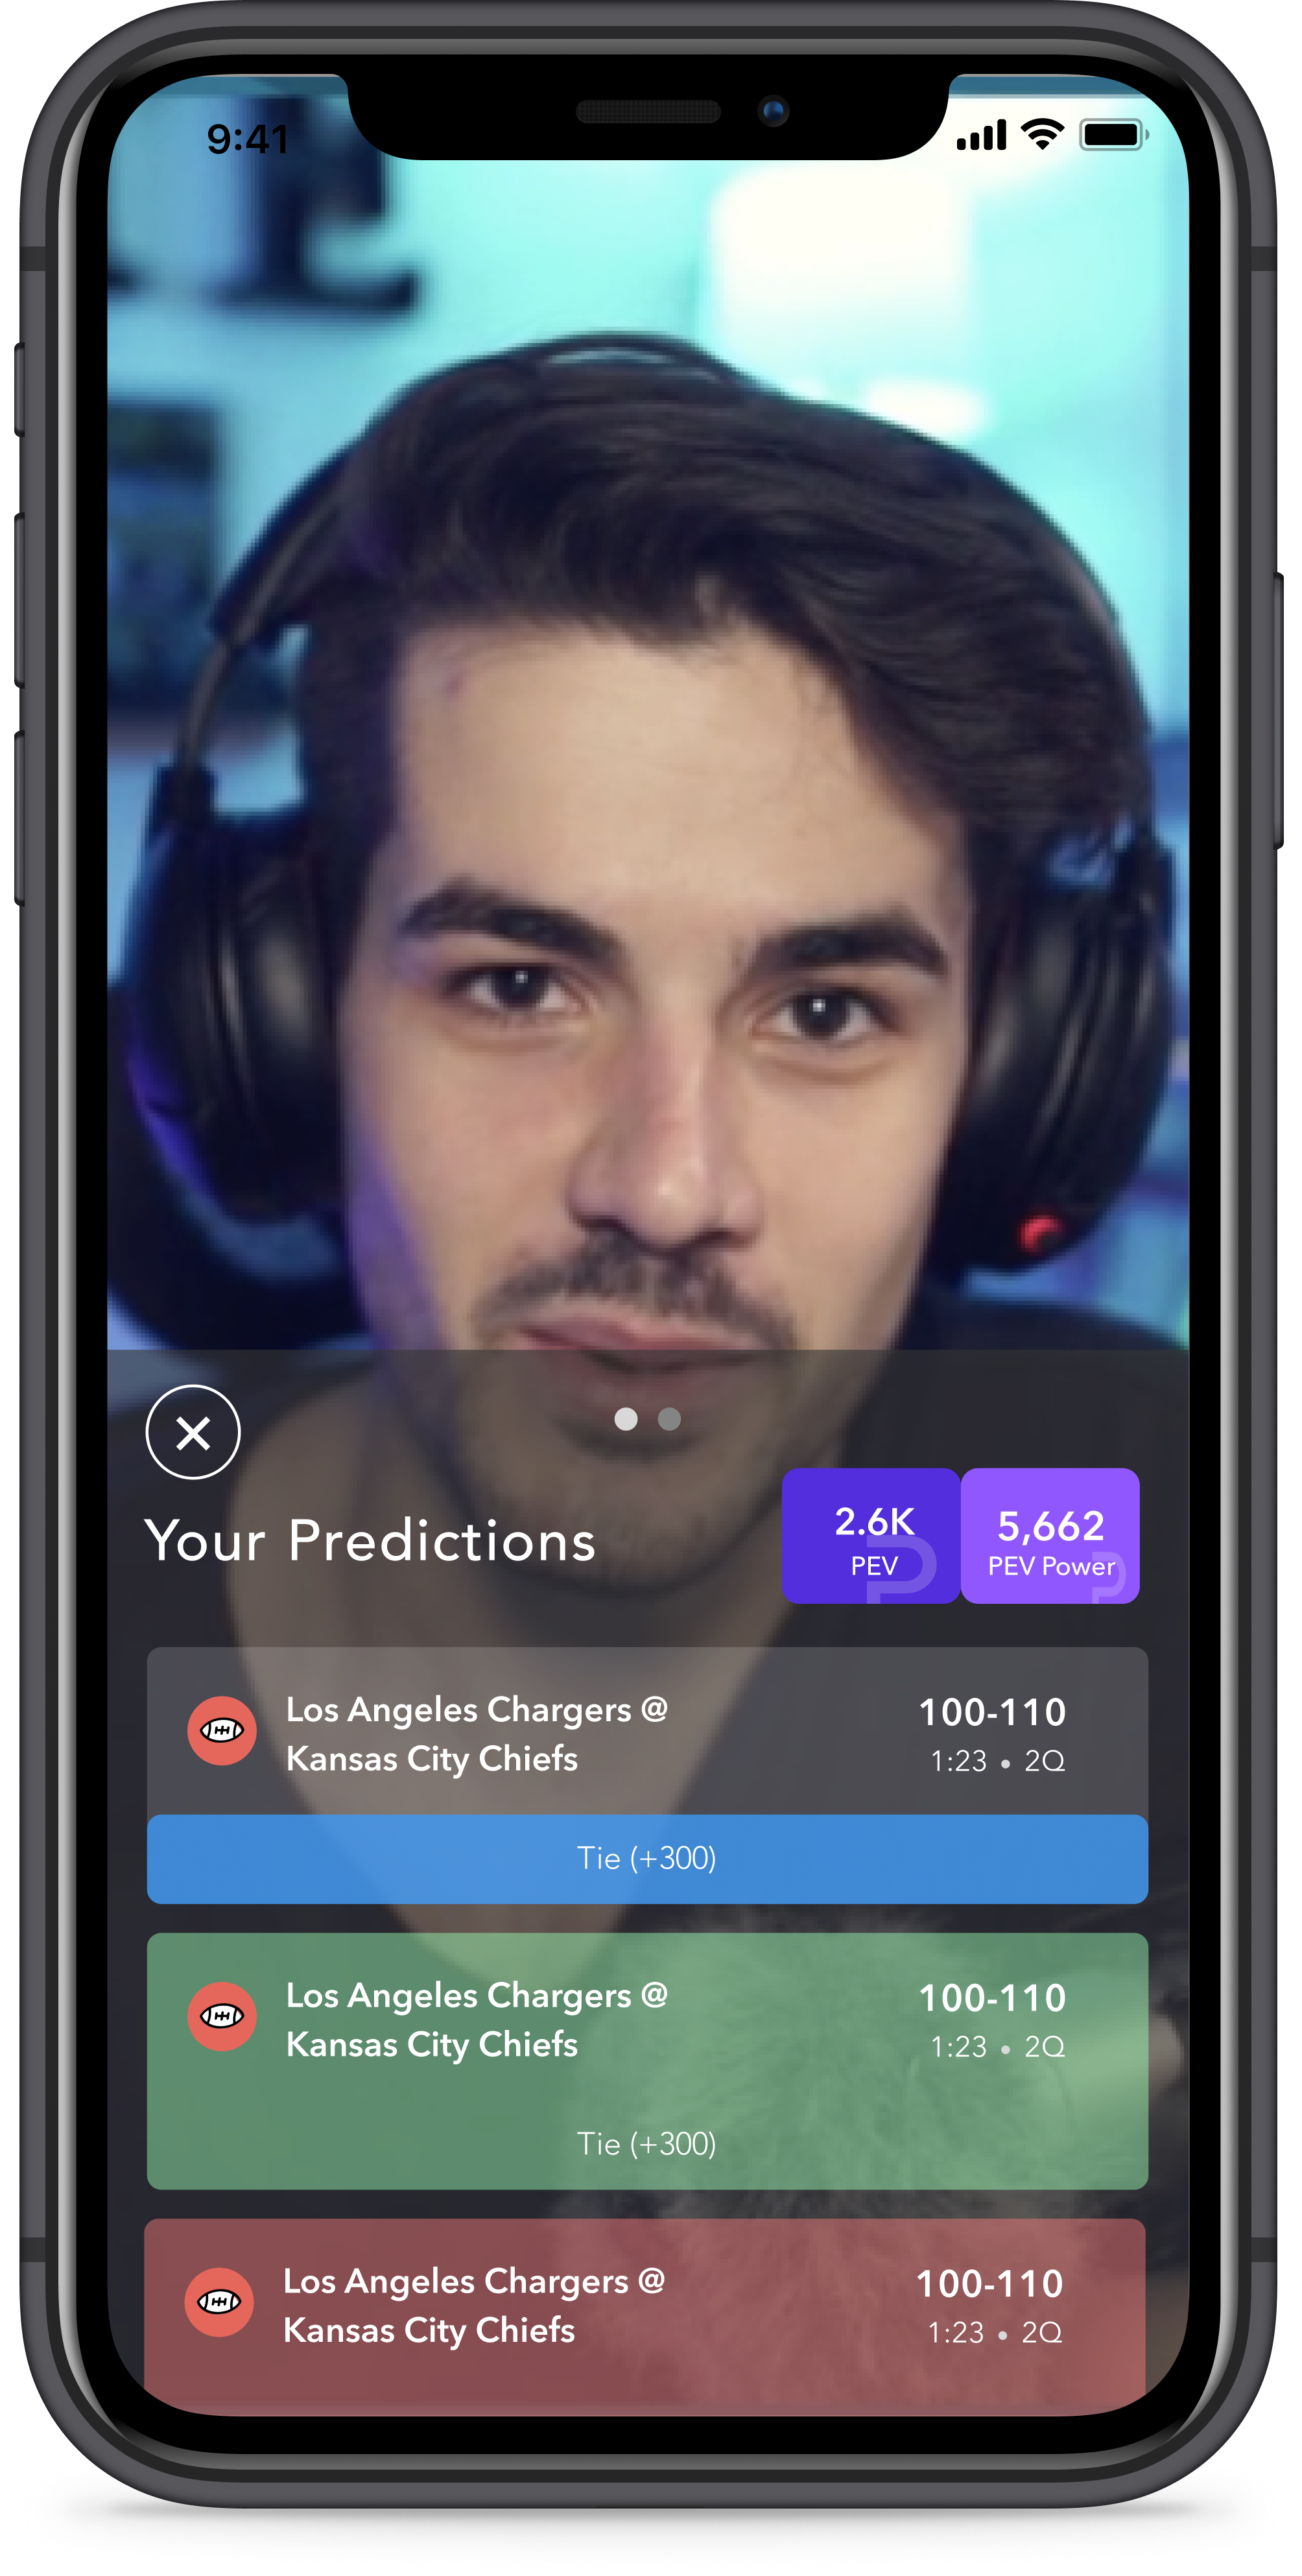 9:41
Your Predictions
2.6K
PEV
5,662
PEV Power
Los Angeles Chargers @
Kansas City Chiefs
100-110
1:23 • 2Q
Tie (+300)
Los Angeles Chargers @
Kansas City Chiefs
100-110
1:23 • 2Q
Tie (+300)
Los Angeles Chargers @
Kansas City Chiefs
100-110
1:23 • 2Q